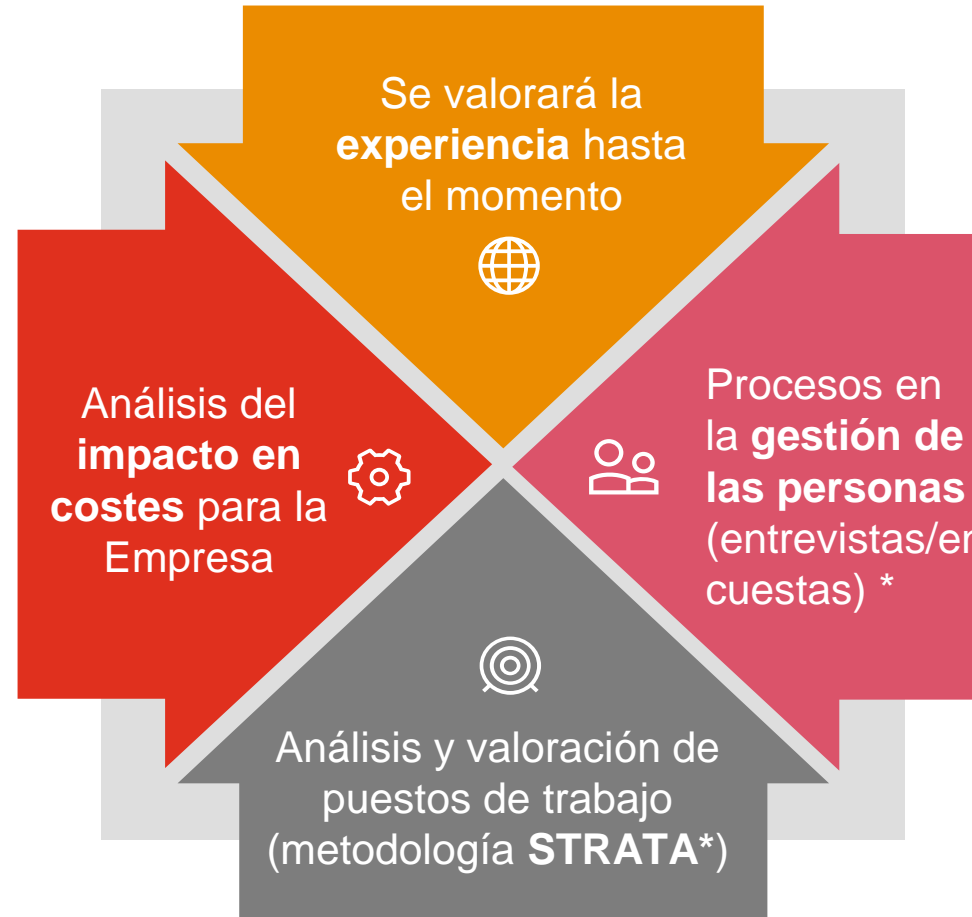 Se valorará la
experiencia hasta
el momento
Análisis del
impacto en
costes para la
Empresa
Procesos en
la gestión de
las personas
(entrevistas/en
cuestas) *
Análisis y valoración de
puestos de trabajo
(metodología STRATA*)